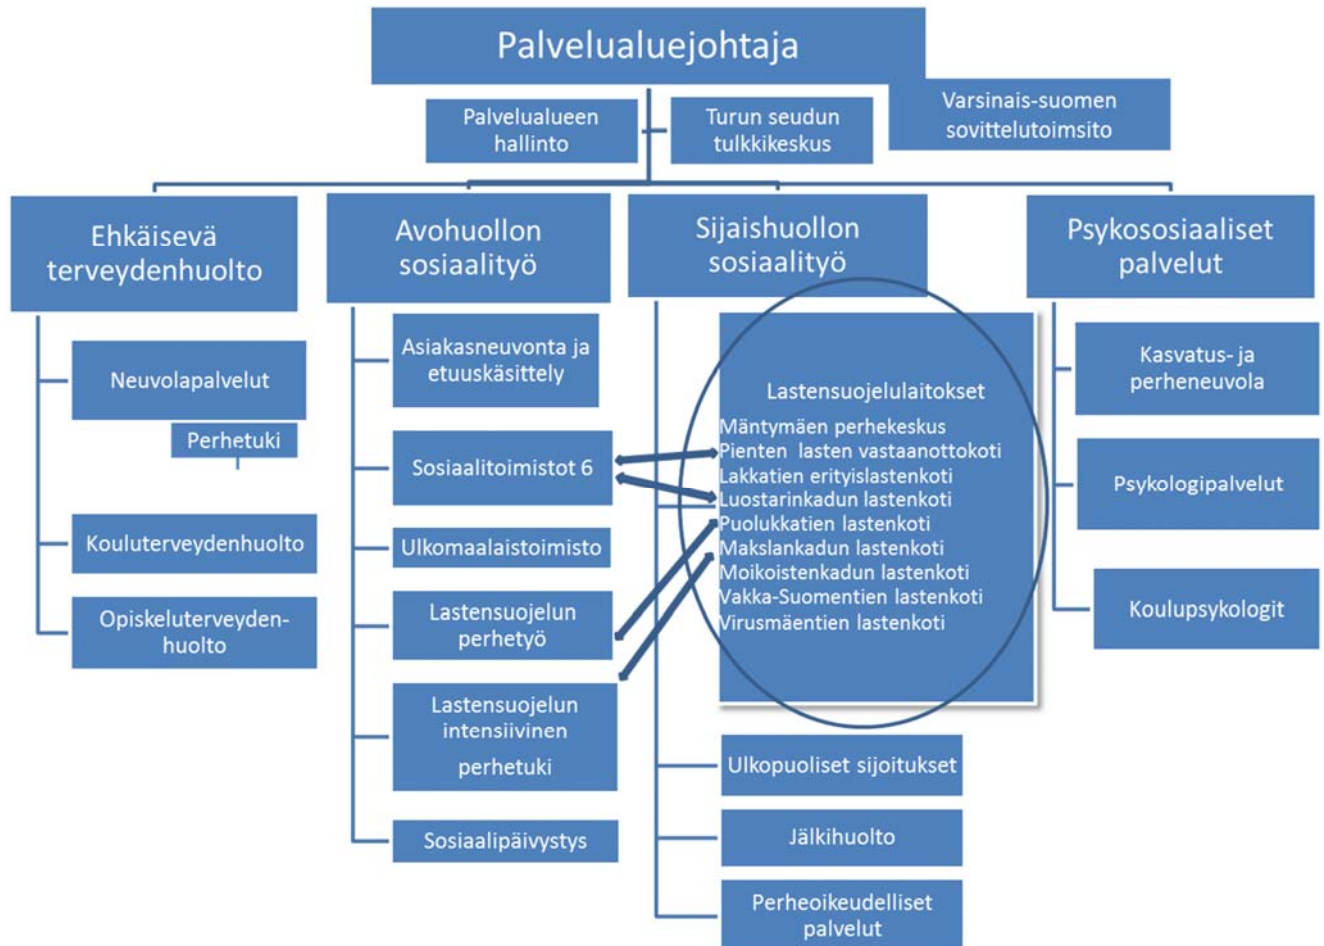 Palvelualuejohtaja
Palvelualueen
hallinto
Turun seudun
tulkkikeskus
Varsinais-suomen
sovittelutoimsito
Ehkäisevä
terveydenhuolto
Neuvolapalvelut
Perhetuki
Kouluterveydenhuolto
Opiskeluterveyden-
huolto
Avohuollon
sosiaalityö
Asiakasneuvonta ja
etuuskäsittely
Sosiaalitoimistot 6
Ulkomaalaistoimisto
Lastensuojelun
perhetyö
Lastensuojelun
intensiivinen
perhetuki
Sosiaalipäivystys
Sijaishuollon
sosiaalityö
Lastensuojelulaitokset
Mäntymäen perhekeskus
Pienten lasten vastaanottokoti
Lakkatien erityislastenkoti
Luostarinkadun lastenkoti
Puolukkatien lastenkoti
Makslankadun lastenkoti
Moikoistenkadun lastenkoti
Vakka-Suomentien lastenkoti
Virusmäentien lastenkoti
Ulkopuoliset sijoitukset
Jälkihuolto
Perheoikeudelliset
palvelut
Psykososiaaliset
palvelut
Kasvatus- ja
perheneuvola
Psykologipalvelut
Koulupsykologit